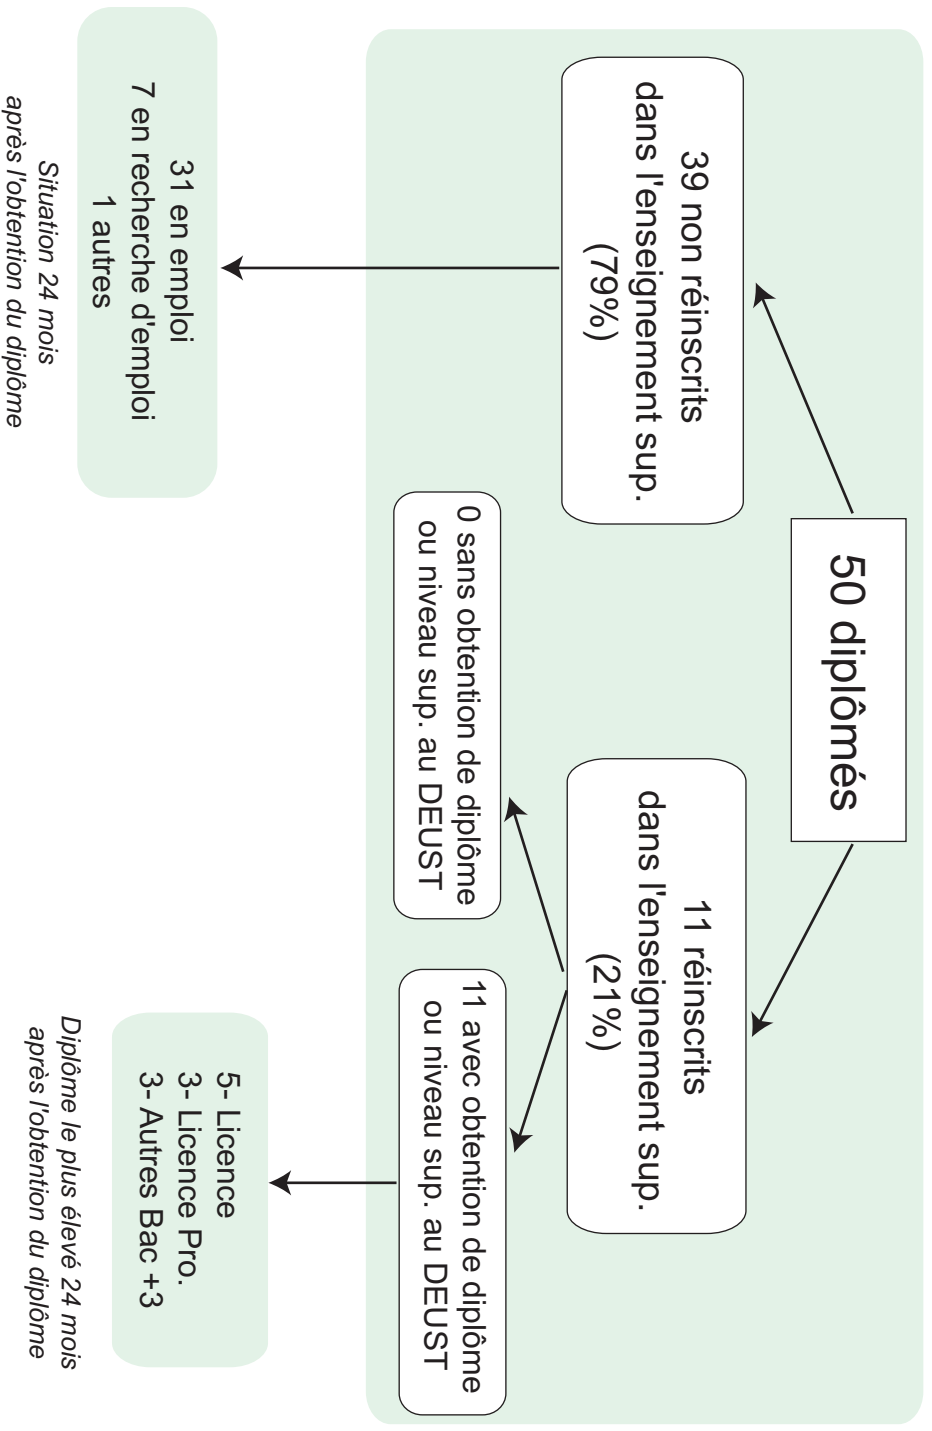 50 diplômés
39 non réinscrits
dans l'enseignement sup.
(79%)
11 réinscrits
dans l'enseignement sup.
(21%)
0 sans obtention de diplôme
ou niveau sup. au DEUST
11 avec obtention de diplôme
ou niveau sup. au DEUST
31 en emploi
7 en recherche d'emploi
1 autres
Situation 24 mois
après l'obtention du diplôme
5- Licence
3- Licence Pro.
3- Autres Bac +3
Diplôme le plus élevé 24 mois
après l'obtention du diplôme